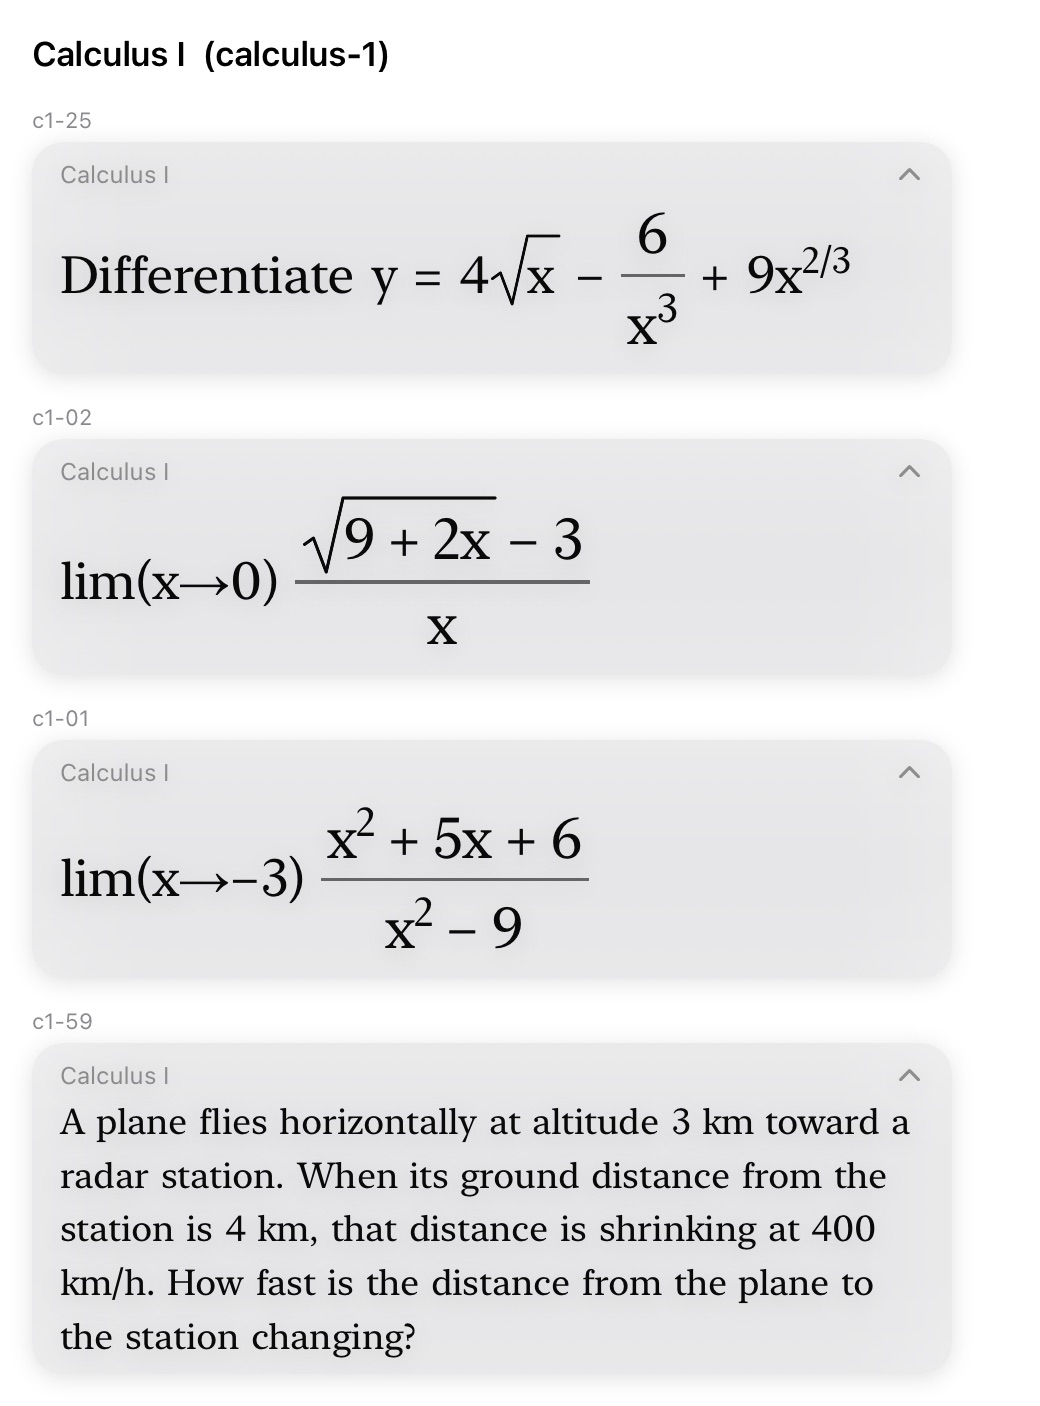 Calculus I (calculus-1)
c1-25
Calculus I
Differentiate y = 4√x − 6/x³ + 9x^(2/3)
c1-02
Calculus I
lim(x→0) (√(9 + 2x) − 3)/x
c1-01
Calculus I
lim(x→−3) (x² + 5x + 6)/(x² − 9)
c1-59
Calculus I
A plane flies horizontally at altitude 3 km toward a
radar station. When its ground distance from the
station is 4 km, that distance is shrinking at 400
km/h. How fast is the distance from the plane to
the station changing?